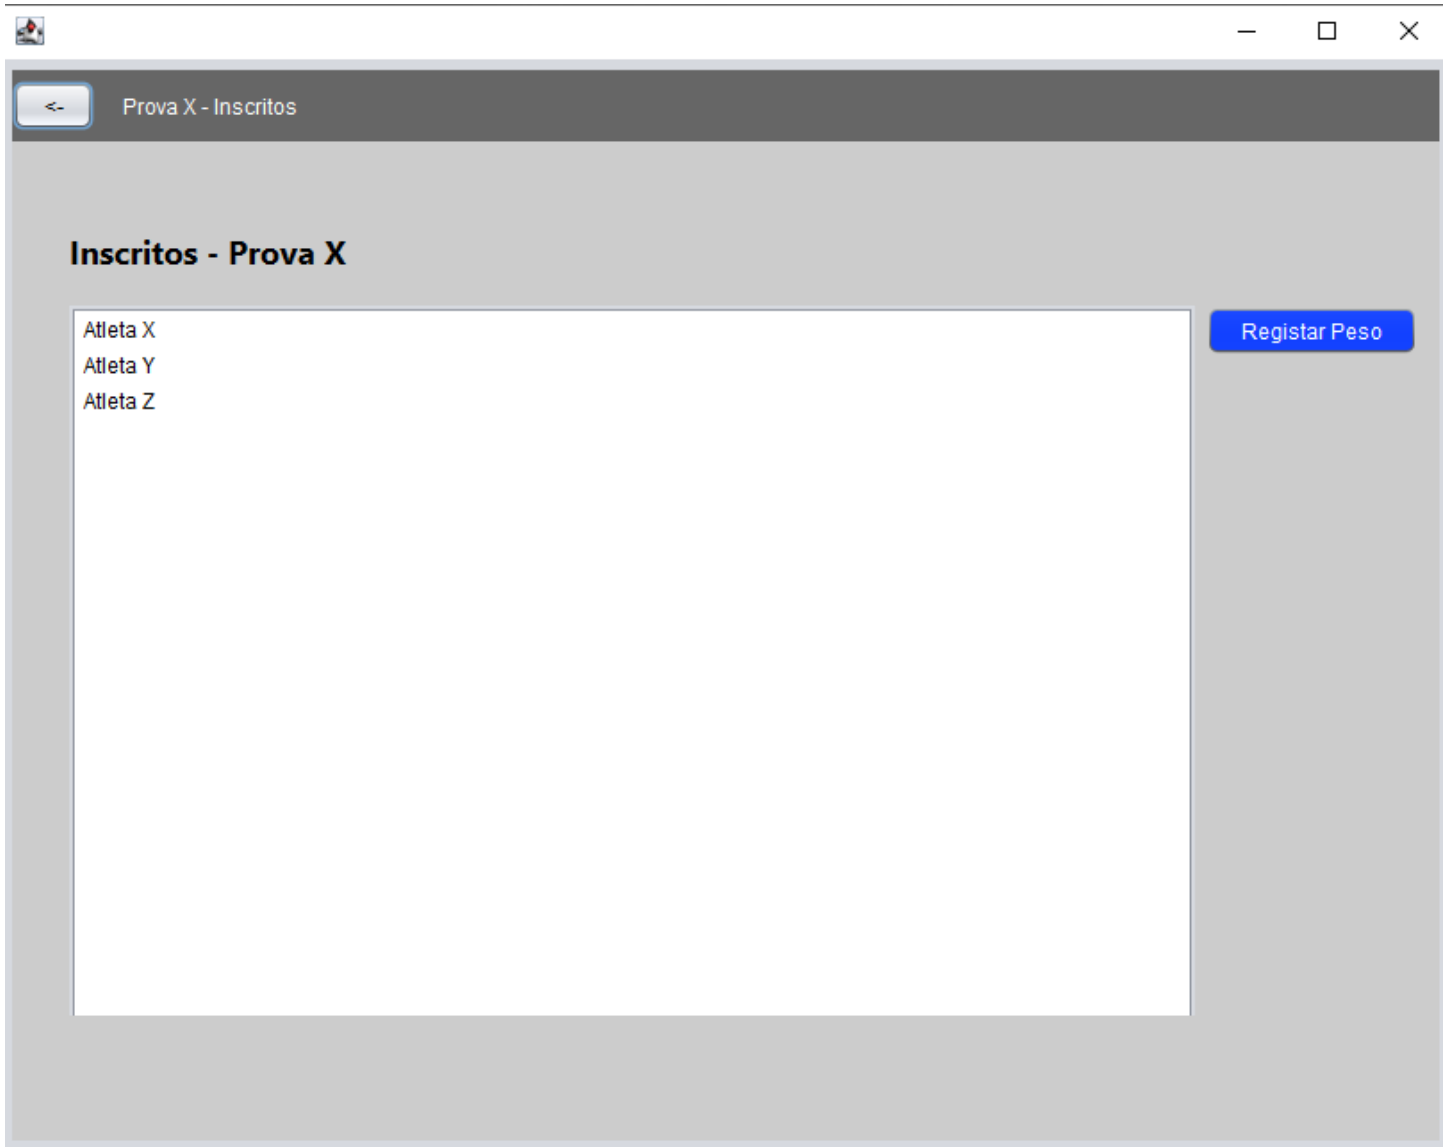 <- Prova X - Inscritos
Inscritos - Prova X
Atleta X
Registar Peso
Atleta Y
Atleta Z